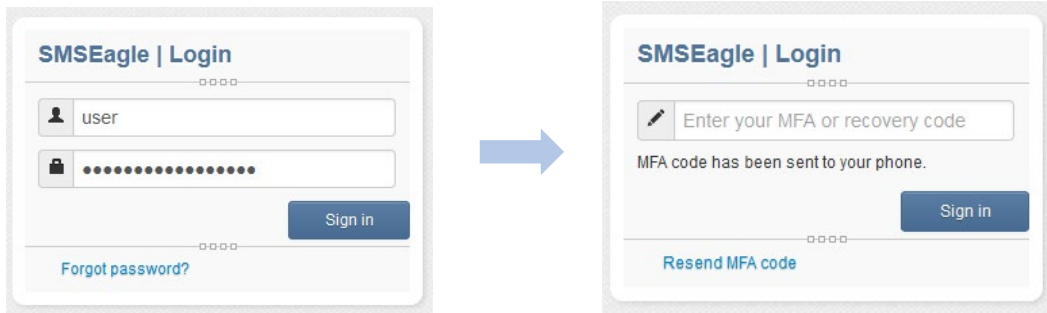 SMSEagle | Login
user
●●●●●●●●●●●●●●●●●
Sign in
Forgot password?
SMSEagle | Login
Enter your MFA or recovery code
MFA code has been sent to your phone.
Sign in
Resend MFA code